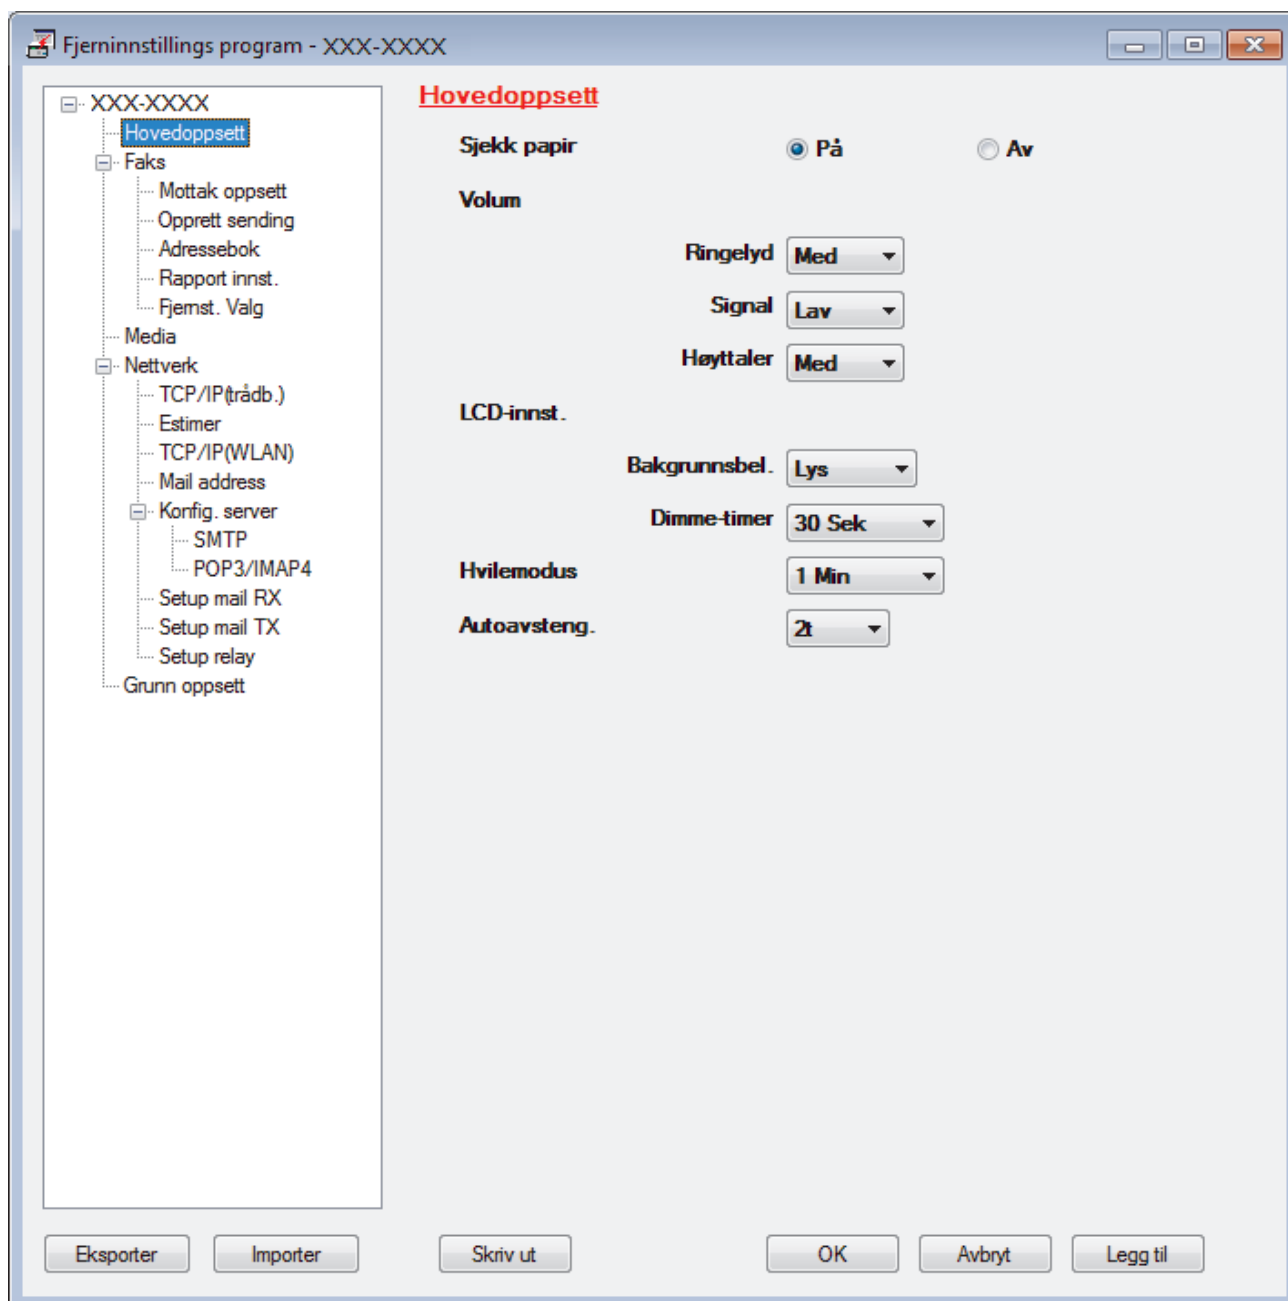 Fjerninnstillings program - XXX-XXXX
XXX-XXXX
Hovedoppsett
Faks
Mottak oppsett
Opprett sending
Adressebok
Rapport innst.
Fjernst. Valg
Media
Nettverk
TCP/IP(trådb.)
Estimer
TCP/IP(WLAN)
Mail address
Konfig. server
SMTP
POP3/IMAP4
Setup mail RX
Setup mail TX
Setup relay
Grunn oppsett
Hovedoppsett
Sjekk papir På Av
Volum
Ringelyd Med
Signal Lav
Høyttaler Med
LCD-innst.
Bakgrunnsbel. Lys
Dimme-timer 30 Sek
Hvilemodus 1 Min
Autoavsteng. 2t
Eksporter Importer Skriv ut OK Avbryt Legg til